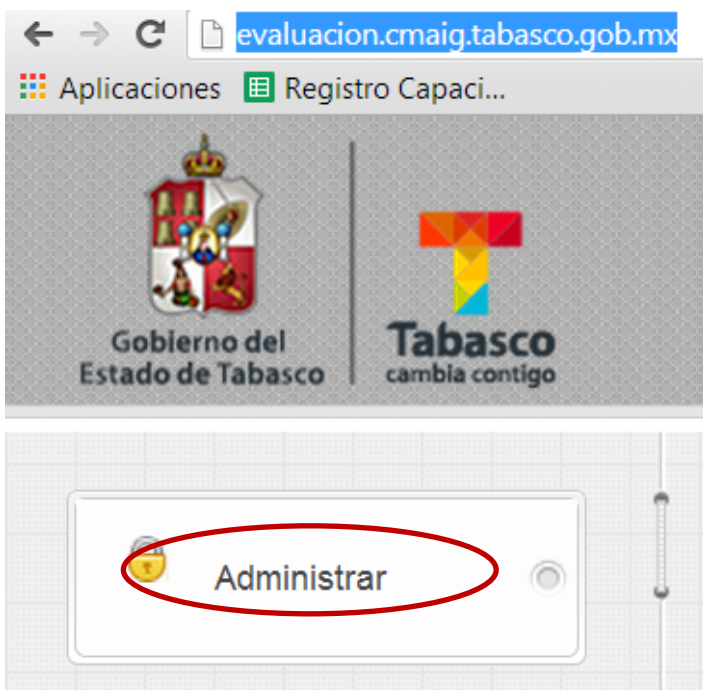 evaluacion.cmaig.tabasco.gob.mx
Aplicaciones Registro Capaci...
Gobierno del
Estado de Tabasco
Tabasco
cambia contigo
Administrar